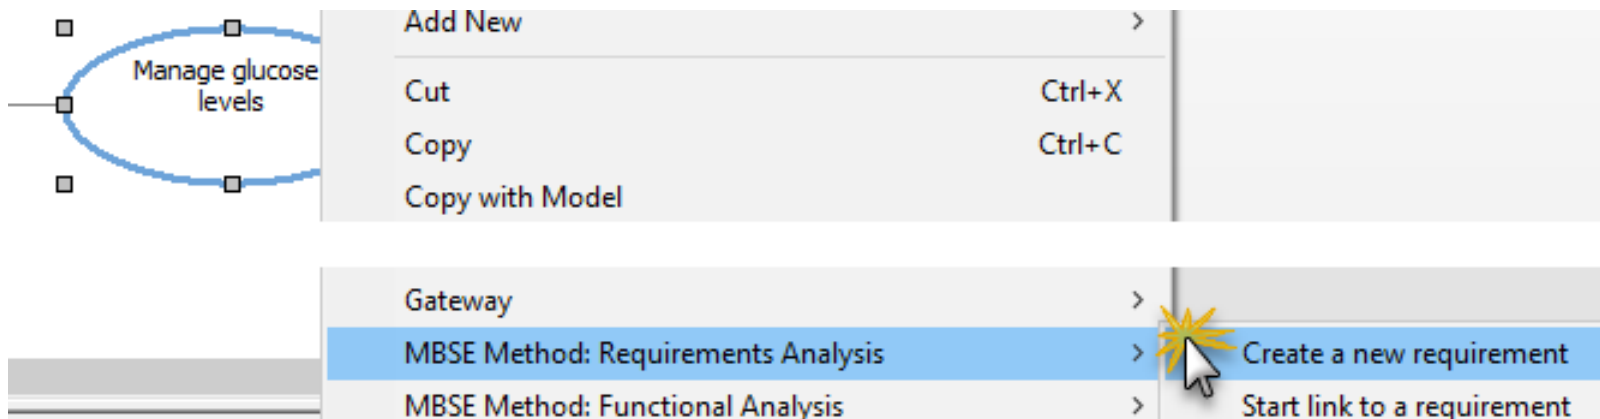 Add New
Manage glucose
levels
Cut Ctrl+X
Copy Ctrl+C
Copy with Model
Gateway
MBSE Method: Requirements Analysis
Create a new requirement
MBSE Method: Functional Analysis
Start link to a requirement